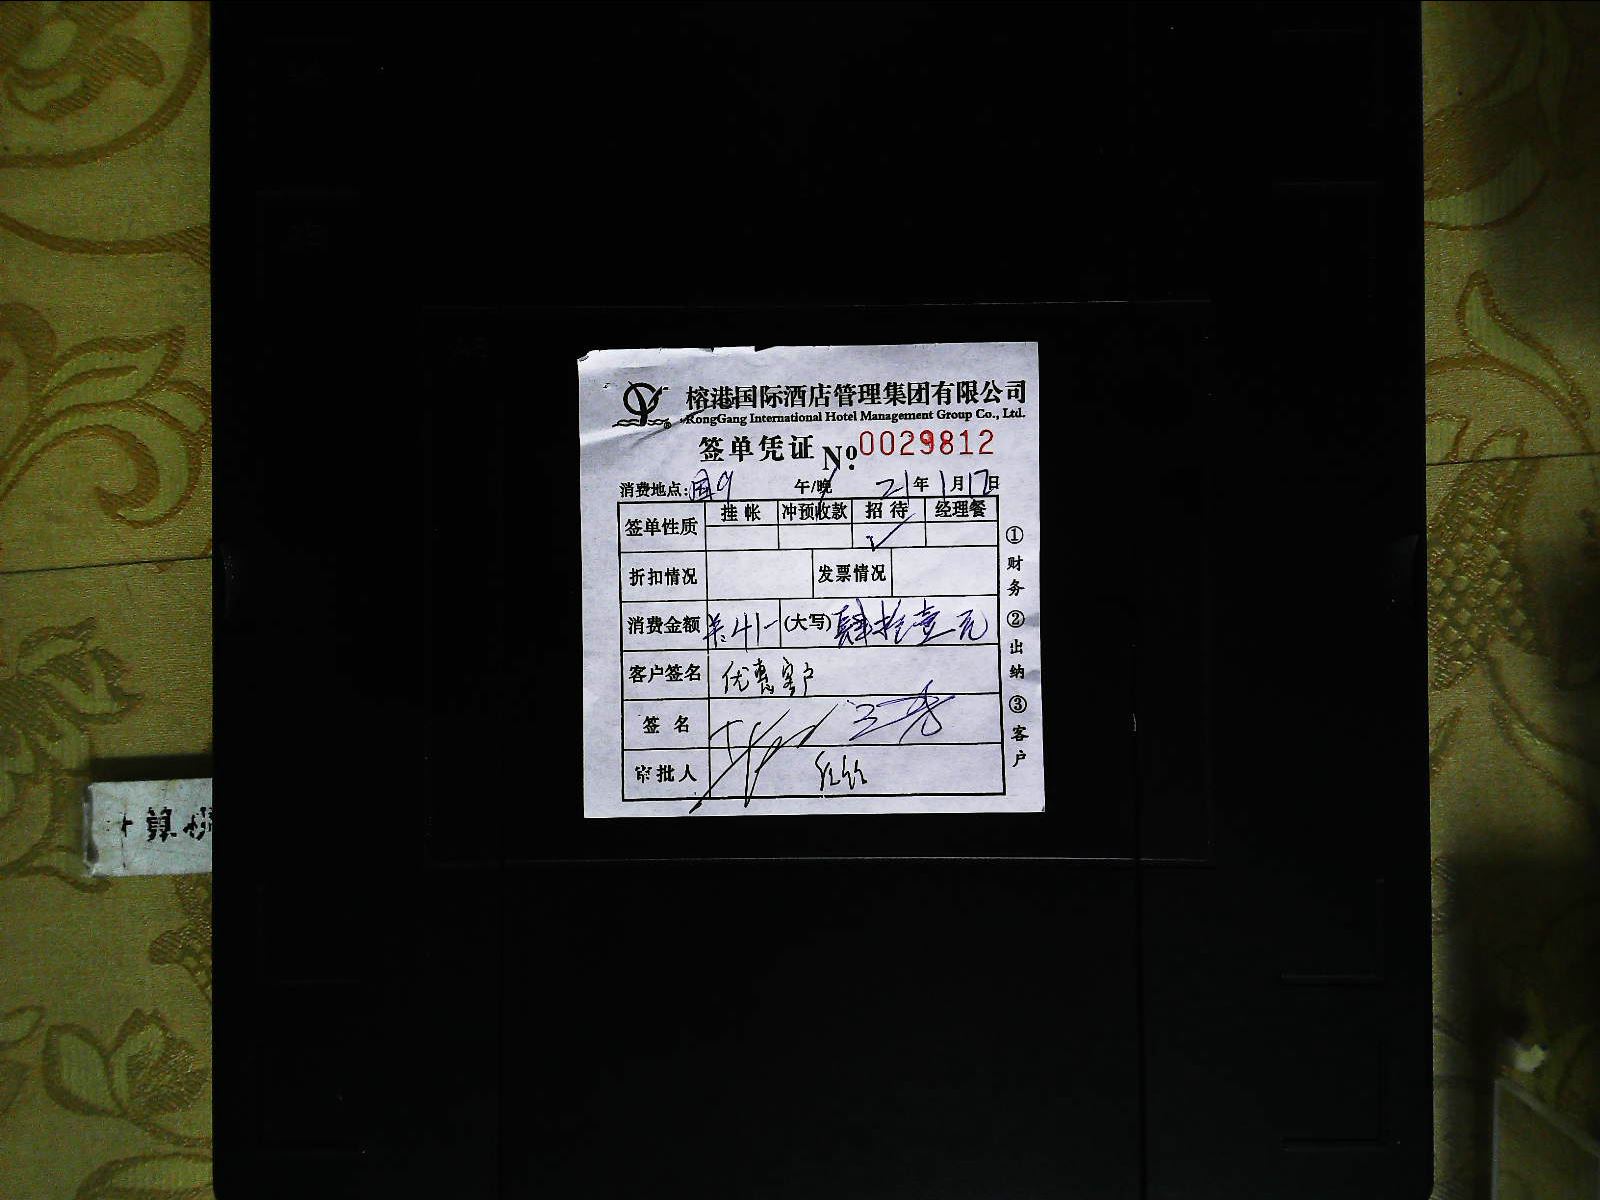 榕港国际酒店管理集团有限公司
RongGang International Hotel Management Group Co., Ltd.
签单凭证 Nº 0029812
消费地点: 午/晚 21年1月12日
签单性质 挂帐 冲预收款 招待 经理餐
✓
折扣情况 发票情况
消费金额 41- (大写) 肆拾壹元
客户签名 优惠客户
签名
审批人
①财务 ②出纳 ③客户